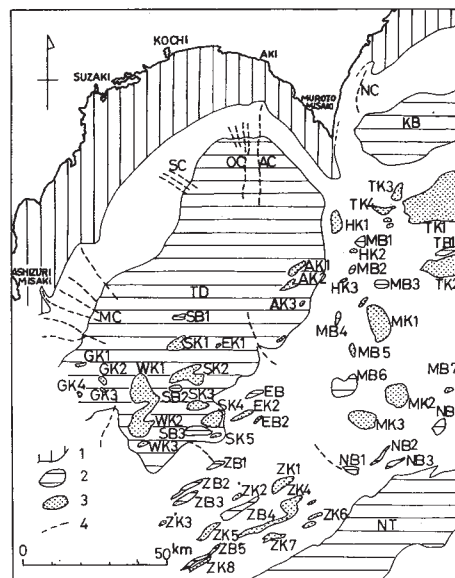 KOCHI
AKI
SUZAKI
MUROTO
MISAKI
NC
KB
SC
OC
AC
TK3
TK4
HK1
TK1
MB1
TB1
HK2
ASHIZURI
MISAKI
AK1
MB2
TK2
AK2
TD
HK3
MB3
AK3
MC
SB1
MB4
MK1
SK1
EK1
MB5
GK1
GK2
WK1
SK2
MB6
MB7
GK4
GK3
SB2
SK3
EB
MK2
SK4
EK2
WK2
EB2
MK3
NB
SB3
SK5
WK3
NB2
1
ZB1
NB1
NB3
2
ZK1
ZB2
ZK2
ZK4
3
ZB3
ZB4
ZK6
NT
4
ZK3
ZK5
ZK7
0
50
km
ZB5
ZK8